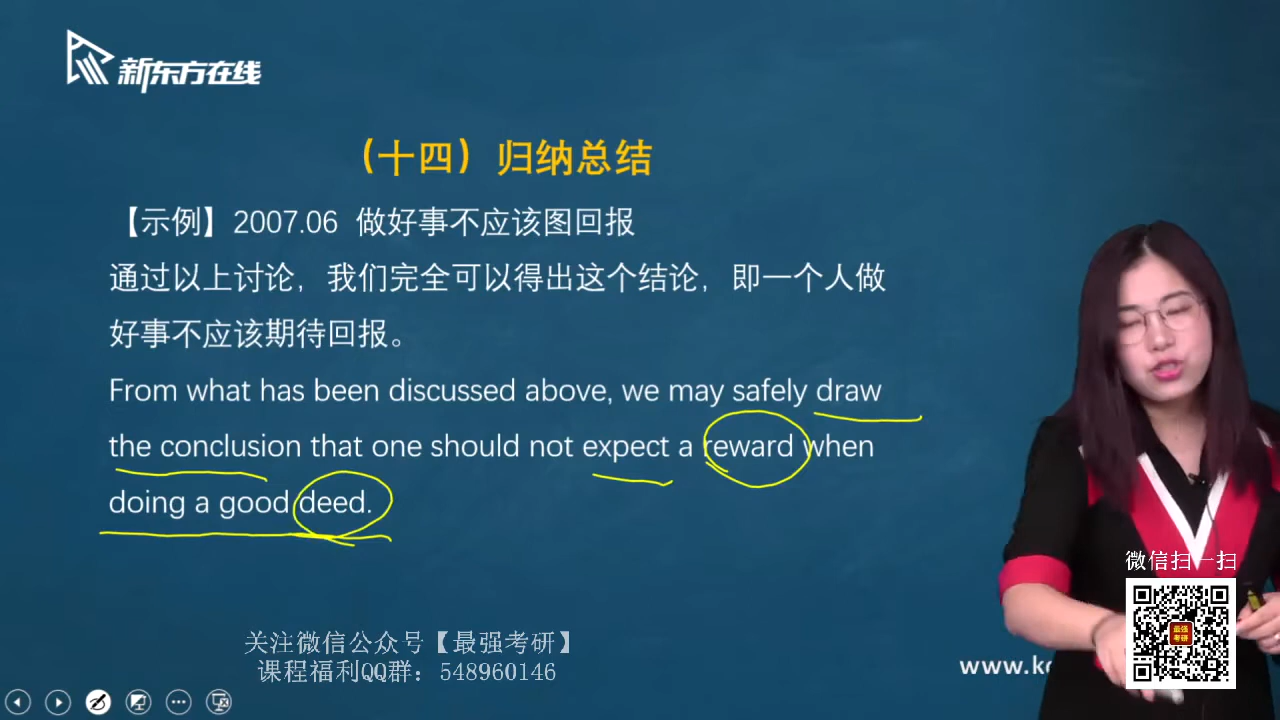 新东方在线
（十四）归纳总结
【示例】2007.06 做好事不应该图回报
通过以上讨论，我们完全可以得出这个结论，即一个人做
好事不应该期待回报。
From what has been discussed above, we may safely draw
the conclusion that one should not expect a reward when
doing a good deed.
微信扫一扫
最强
考研
关注微信公众号【最强考研】
课程福利QQ群：548960146